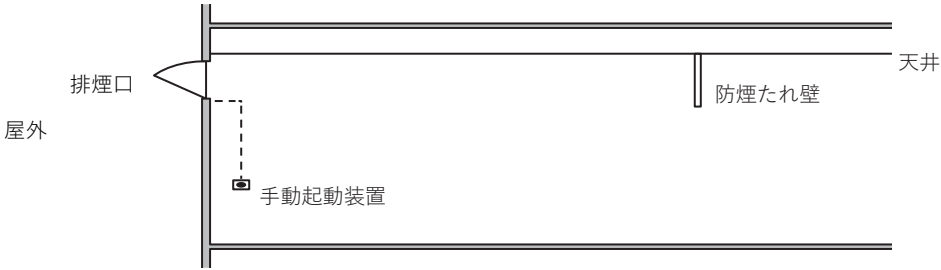 天井
排煙口
防煙たれ壁
屋外
手動起動装置